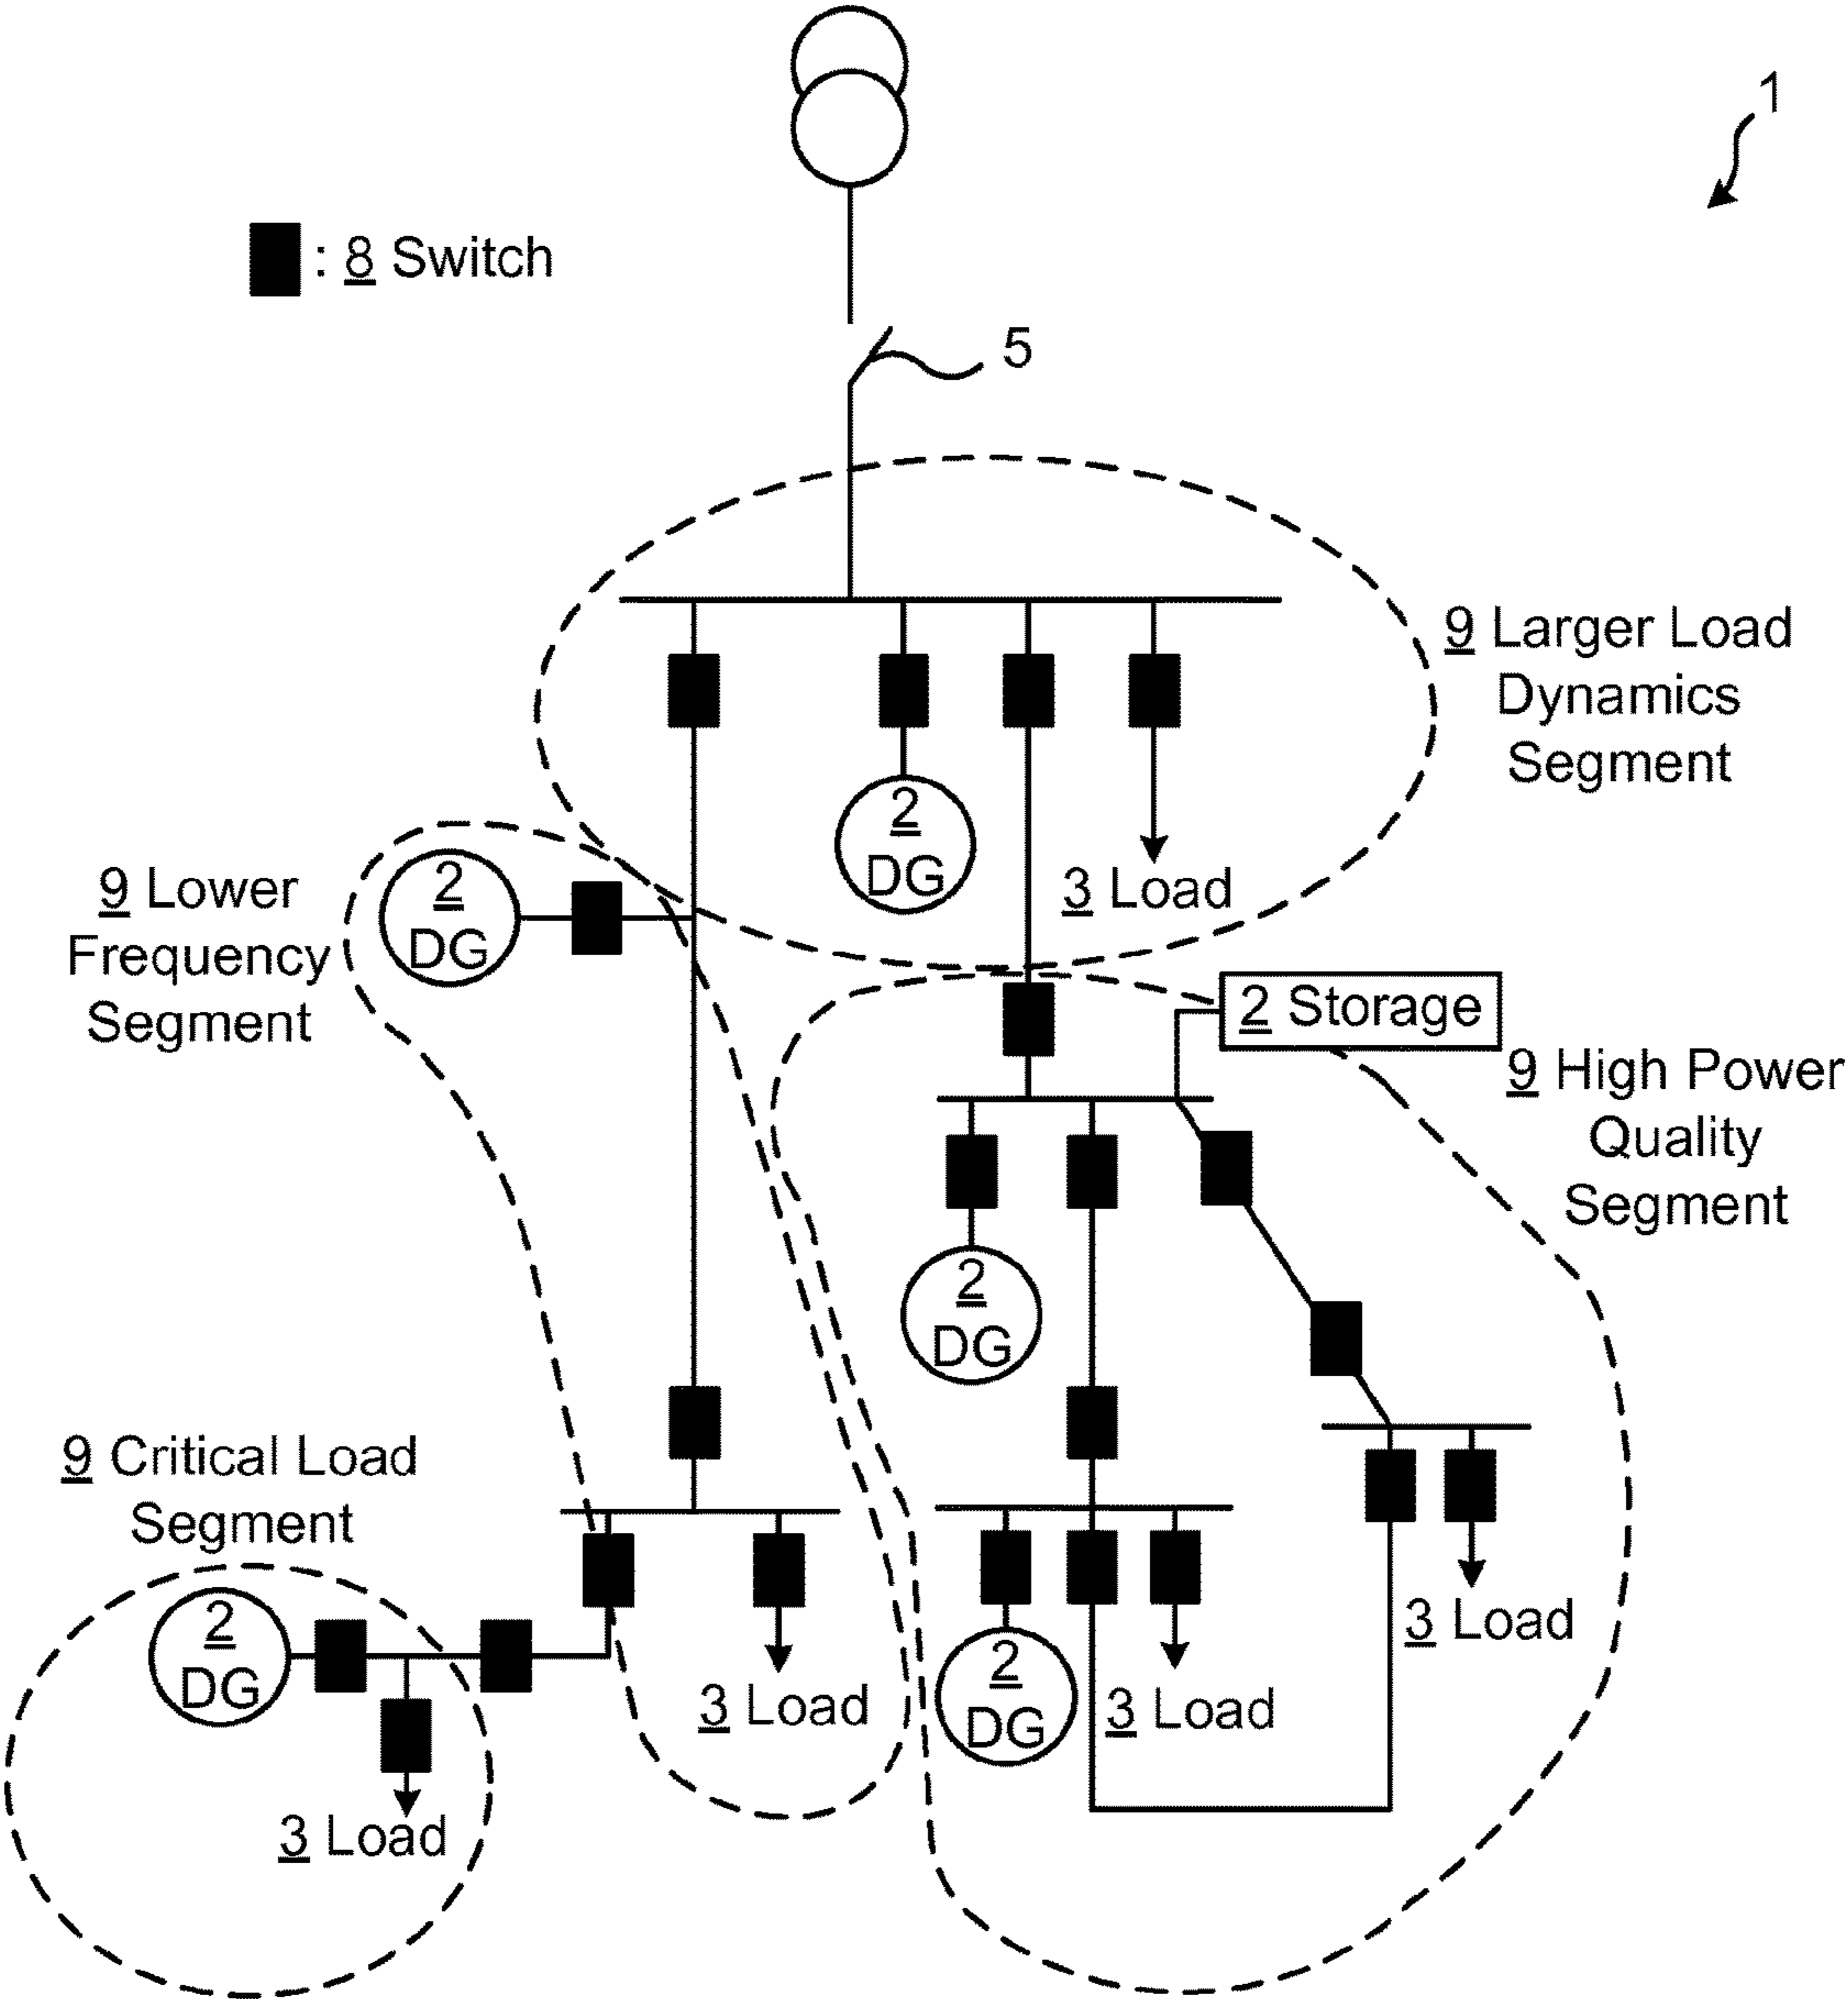 1
: 8 Switch
5
9 Larger Load
Dynamics
Segment
2
DG
3 Load
9 Lower
Frequency
Segment
2
DG
2 Storage
9 High Power
Quality
Segment
2
DG
9 Critical Load
Segment
2
DG
3 Load
3 Load
2
DG
3 Load
3 Load